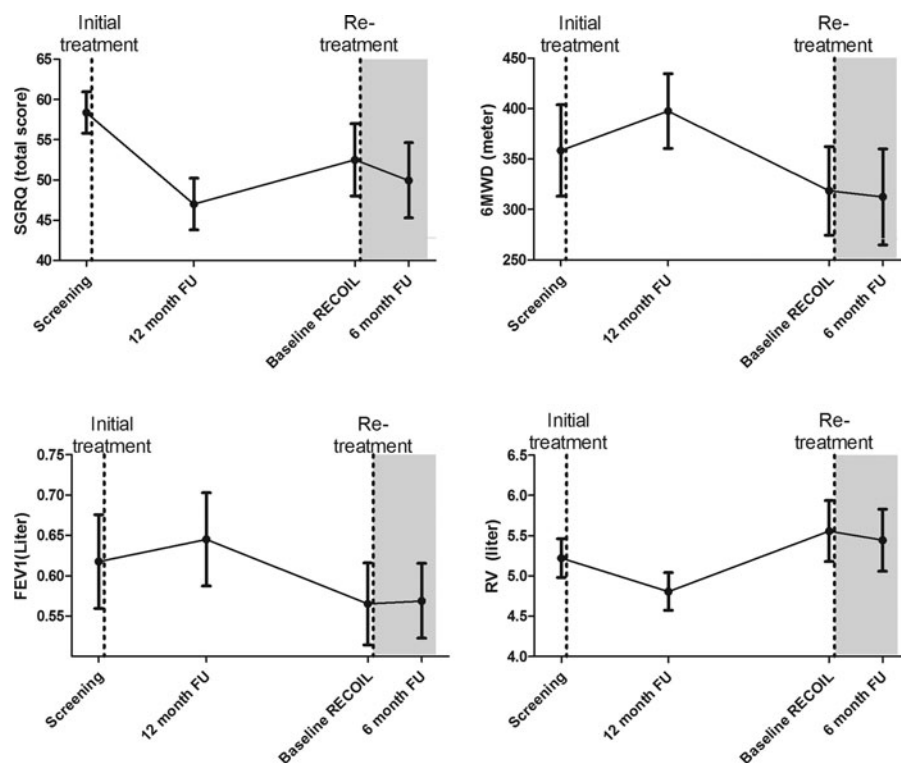 Initial
treatment
Re-
treatment
SGRQ (total score)
65
60
55
50
45
40
Screening
12 month FU
Baseline RECOIL
6 month FU
Initial
treatment
Re-
treatment
6MWD (meter)
450
400
350
300
250
Screening
12 month FU
Baseline RECOIL
6 month FU
Initial
treatment
Re-
treatment
FEV1(Liter)
0.75
0.70
0.65
0.60
0.55
Screening
12 month FU
Baseline RECOIL
6 month FU
Initial
treatment
Re-
treatment
RV (liter)
6.5
6.0
5.5
5.0
4.5
4.0
Screening
12 month FU
Baseline RECOIL
6 month FU